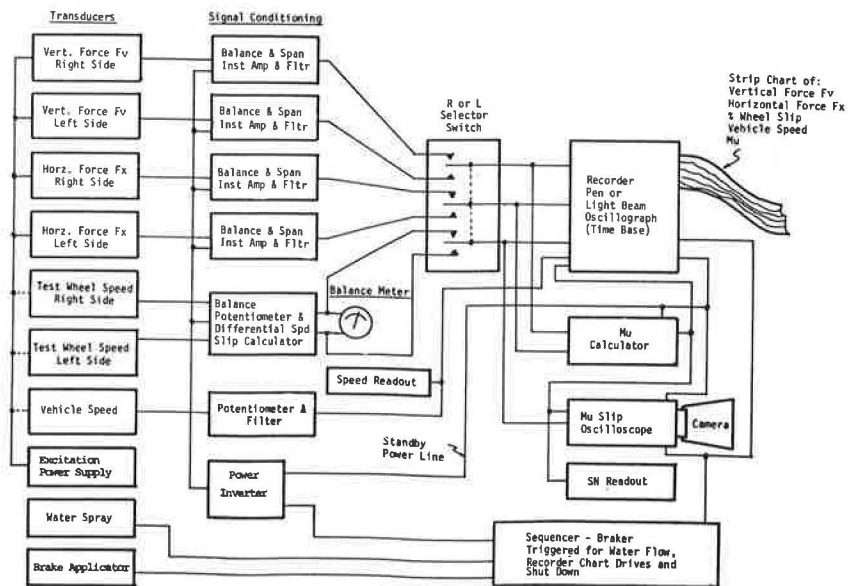 Transducers
Signal Conditioning
Vert. Force Fv
Right Side
Balance & Span
Inst Amp & Fltr
Vert. Force Fv
Left Side
Balance & Span
Inst Amp & Fltr
Horz. Force Fx
Right Side
Balance & Span
Inst Amp & Fltr
Horz. Force Fx
Left Side
Balance & Span
Inst Amp & Fltr
Test Wheel Speed
Right Side
Balance
Potentiometer &
Differential Spd
Slip Calculator
Test Wheel Speed
Left Side
Vehicle Speed
Potentiometer &
Filter
Excitation
Power Supply
Power
Inverter
Water Spray
Brake Applicator
R or L
Selector
Switch
Balance Meter
Speed Readout
Standby
Power Line
Recorder
Pen or
Light Beam
Oscillograph
(Time Base)
Strip Chart of:
Vertical Force Fv
Horizontal Force Fx
% Wheel Slip
Vehicle Speed
Mu
Mu
Calculator
Mu Slip
Oscilloscope
Camera
SN Readout
Sequencer - Braker
Triggered for Water Flow,
Recorder Chart Drives and
Shut Down